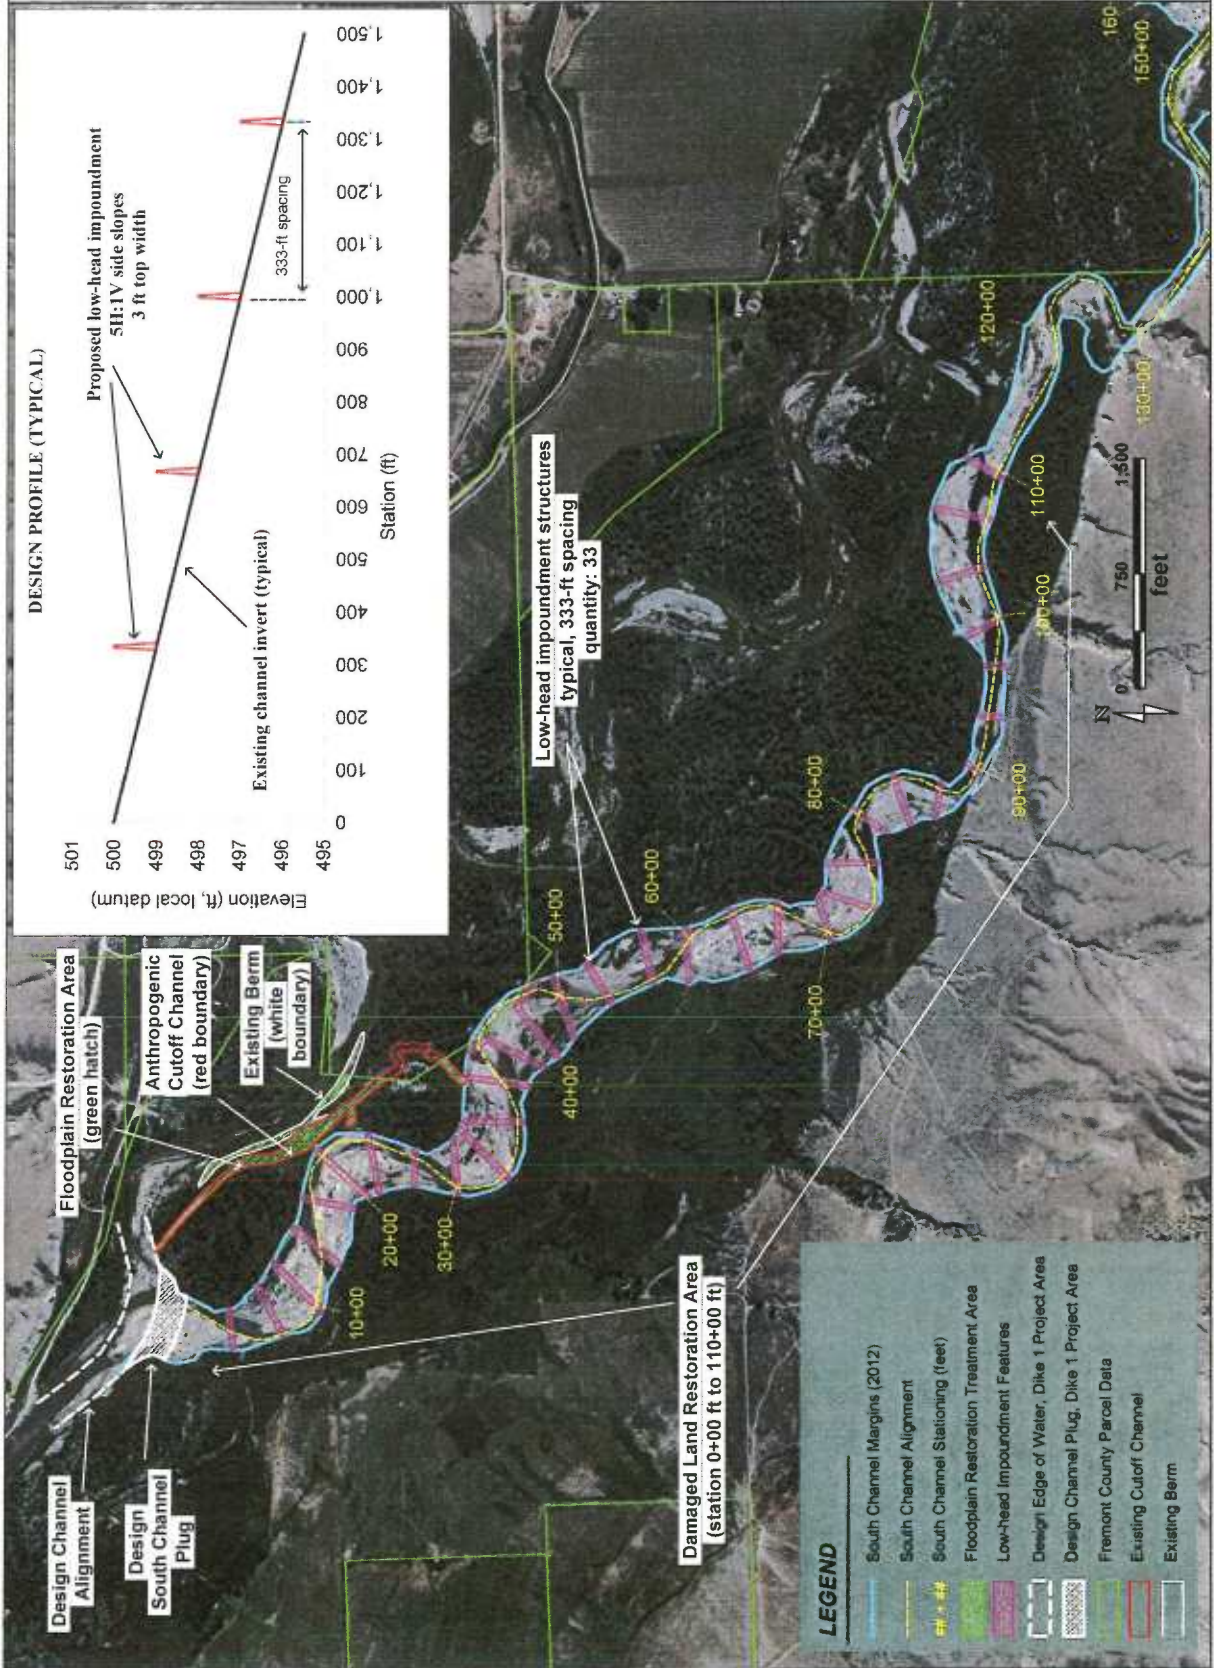 DESIGN PROFILE (TYPICAL)
Elevation (ft, local datum)
501
500
499
498
497
496
495
Proposed low-head impoundment
5H:1V side slopes
3 ft top width
Existing channel invert (typical)
333-ft spacing
0
100
200
300
400
500
600
700
800
900
1,000
1,100
1,200
1,300
1,400
1,500
Station (ft)
Design Channel
Alignment
Design
South Channel
Plug
Floodplain Restoration Area
(green hatch)
Anthropogenic
Cutoff Channel
(red boundary)
Existing Berm
(white
boundary)
Low-head impoundment structures
typical, 333-ft spacing
quantity: 33
Damaged Land Restoration Area
(station 0+00 ft to 110+00 ft)
10+00
20+00
30+00
40+00
50+00
60+00
70+00
80+00
90+00
100+00
110+00
120+00
130+00
150+00
160
N
0
750
1,500
feet
LEGEND
South Channel Margins (2012)
South Channel Alignment
## + ##
South Channel Stationing (feet)
Floodplain Restoration Treatment Area
Low-head Impoundment Features
Design Edge of Water, Dike 1 Project Area
Design Channel Plug, Dike 1 Project Area
Fremont County Parcel Data
Existing Cutoff Channel
Existing Berm